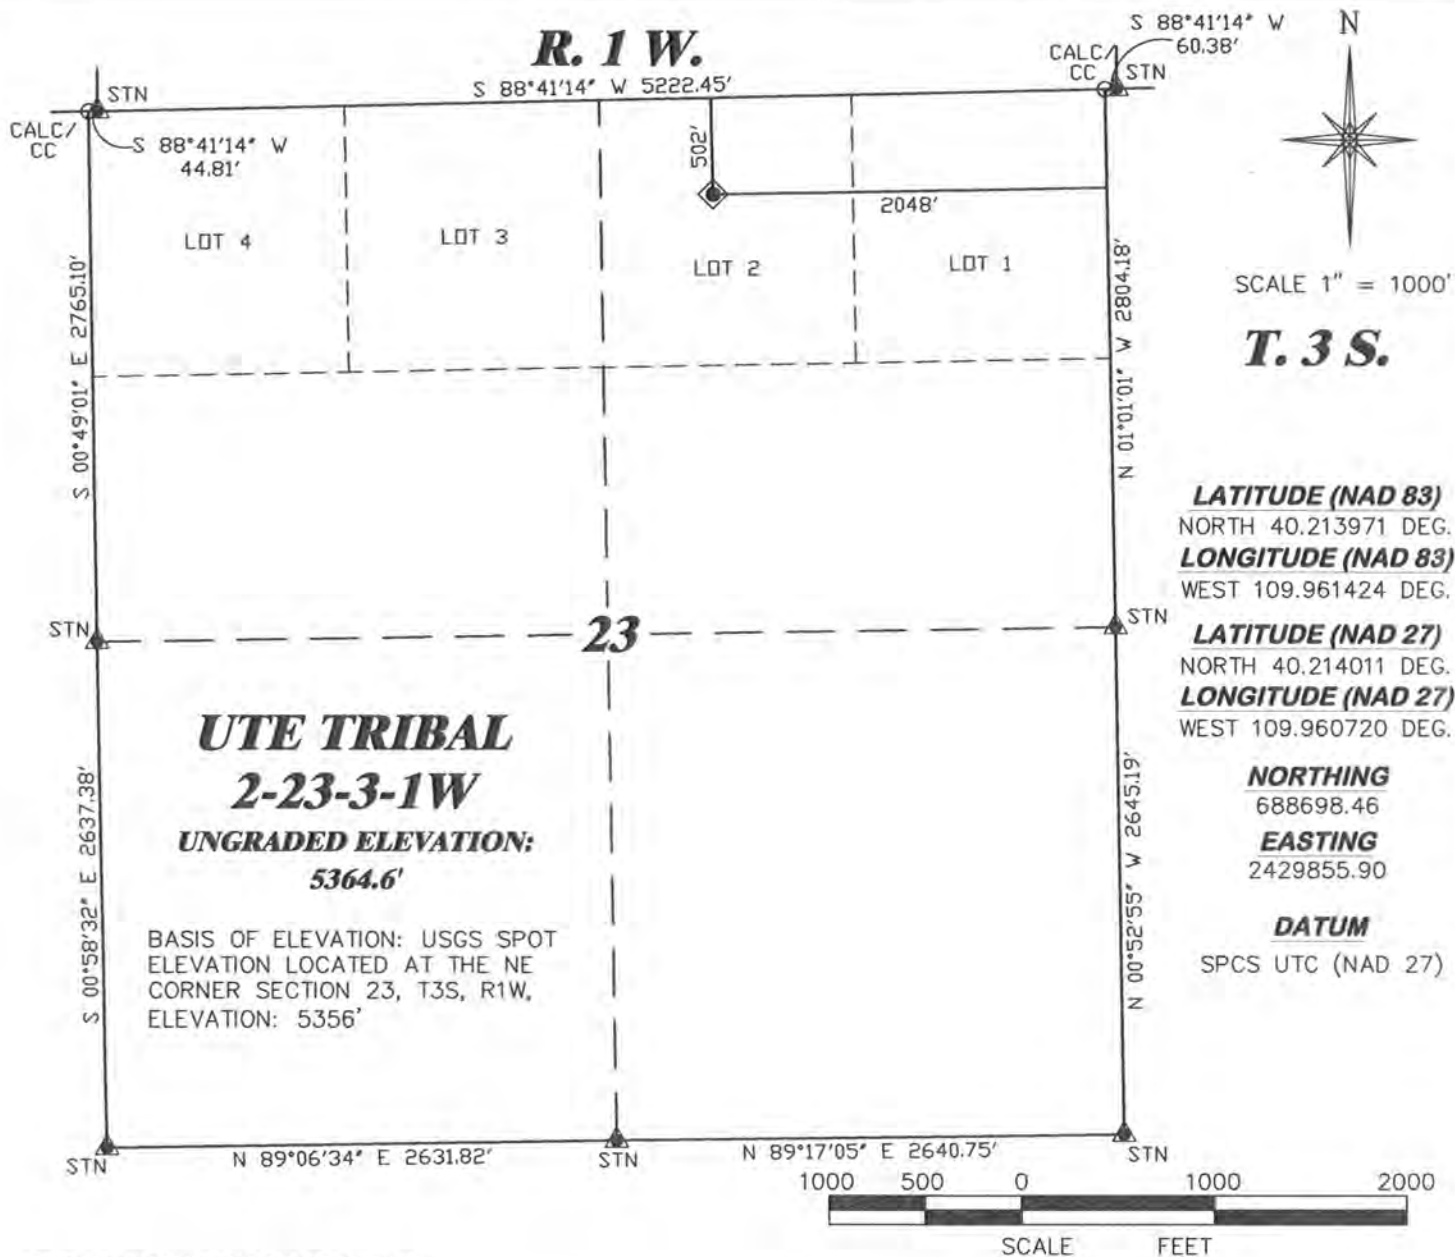 R. 1 W.
S 88°41'14" W 5222.45'
S 88°41'14" W
60.38'
CALC/
CC
STN
N
STN
CALC/
CC
S 88°41'14" W
44.81'
502'
2048'
LOT 4
LOT 3
LOT 2
LOT 1
S 00°49'01" E 2765.10'
N 01°01'01" W 2804.18'
SCALE 1" = 1000'
T. 3 S.
LATITUDE (NAD 83)
NORTH 40.213971 DEG.
LONGITUDE (NAD 83)
WEST 109.961424 DEG.
LATITUDE (NAD 27)
NORTH 40.214011 DEG.
LONGITUDE (NAD 27)
WEST 109.960720 DEG.
NORTHING
688698.46
EASTING
2429855.90
DATUM
SPCS UTC (NAD 27)
STN
23
STN
UTE TRIBAL
2-23-3-1W
UNGRADED ELEVATION:
5364.6'
BASIS OF ELEVATION: USGS SPOT
ELEVATION LOCATED AT THE NE
CORNER SECTION 23, T3S, R1W,
ELEVATION: 5356'
S 00°58'32" E 2637.38'
N 00°52'55" W 2645.19'
STN
N 89°06'34" E 2631.82'
STN
N 89°17'05" E 2640.75'
STN
1000 500 0 1000 2000
SCALE FEET